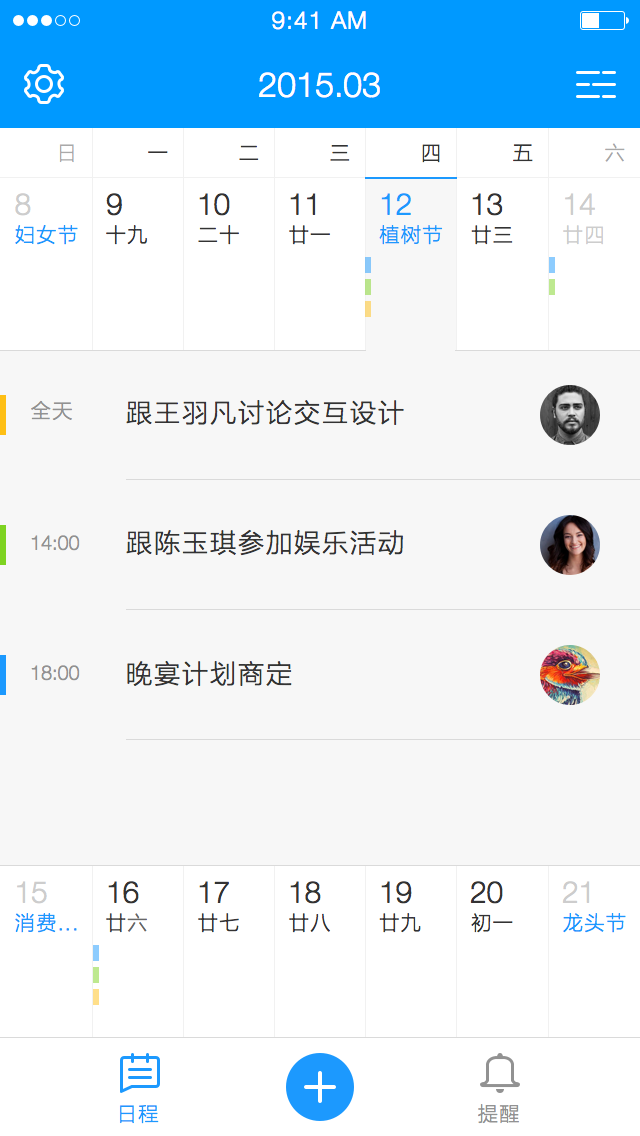 9:41 AM
2015.03
日 一 二 三 四 五 六
8 9 10 11 12 13 14
妇女节 十九 二十 廿一 植树节 廿三 廿四
全天 跟王羽凡讨论交互设计
14:00 跟陈玉琪参加娱乐活动
18:00 晚宴计划商定
15 16 17 18 19 20 21
消费... 廿六 廿七 廿八 廿九 初一 龙头节
日程 提醒